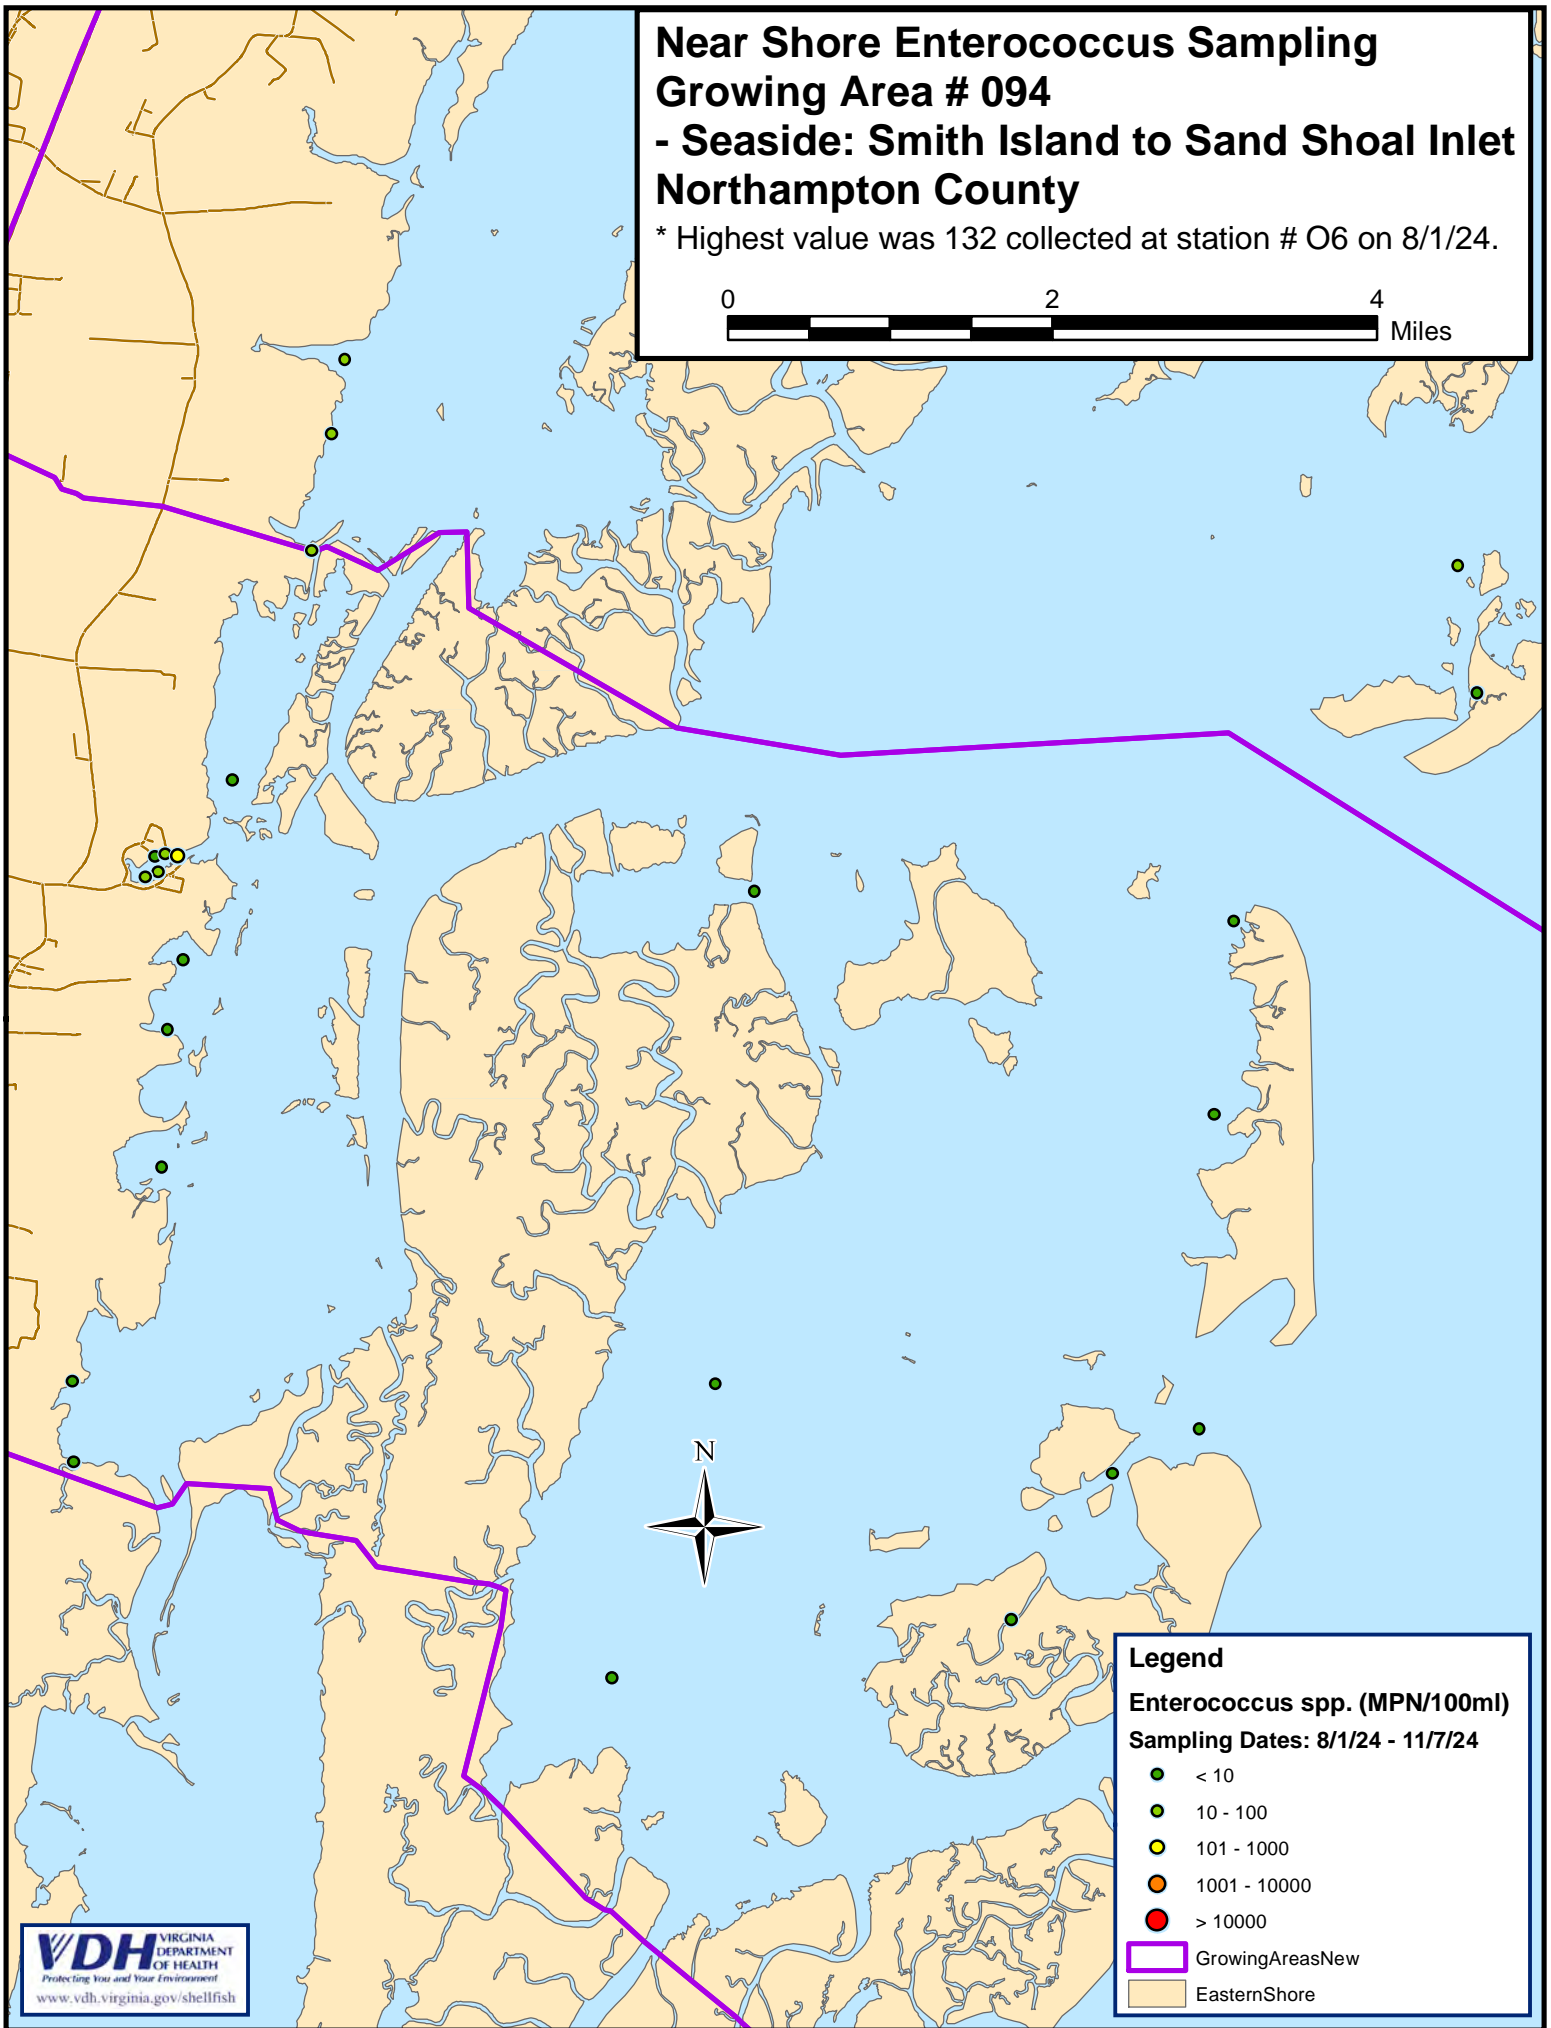 Near Shore Enterococcus Sampling
Growing Area # 094
- Seaside: Smith Island to Sand Shoal Inlet
Northampton County
* Highest value was 132 collected at station # O6 on 8/1/24.
0 2 4
Miles
N
Legend
Enterococcus spp. (MPN/100ml)
Sampling Dates: 8/1/24 - 11/7/24
< 10
10 - 100
101 - 1000
1001 - 10000
> 10000
GrowingAreasNew
EasternShore
VDH VIRGINIA
DEPARTMENT
OF HEALTH
Protecting You and Your Environment
www.vdh.virginia.gov/shellfish